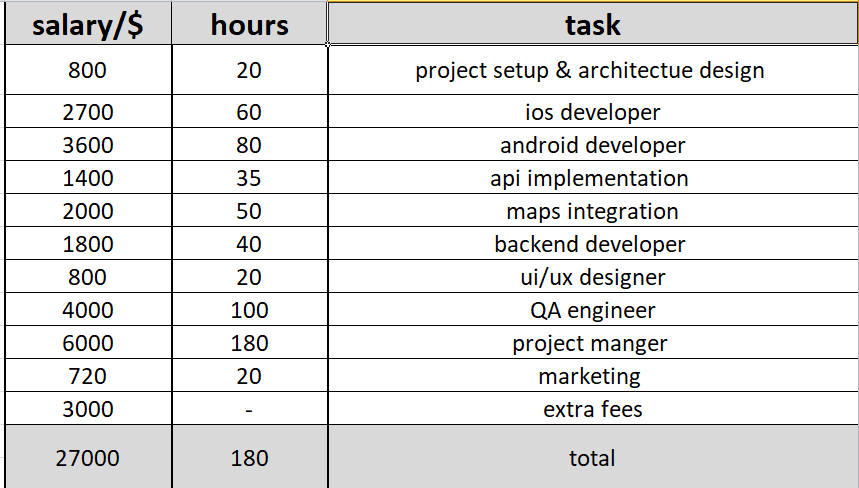 salary/$ hours task
800 20 project setup & architectue design
2700 60 ios developer
3600 80 android developer
1400 35 api implementation
2000 50 maps integration
1800 40 backend developer
800 20 ui/ux designer
4000 100 QA engineer
6000 180 project manger
720 20 marketing
3000 - extra fees
27000 180 total